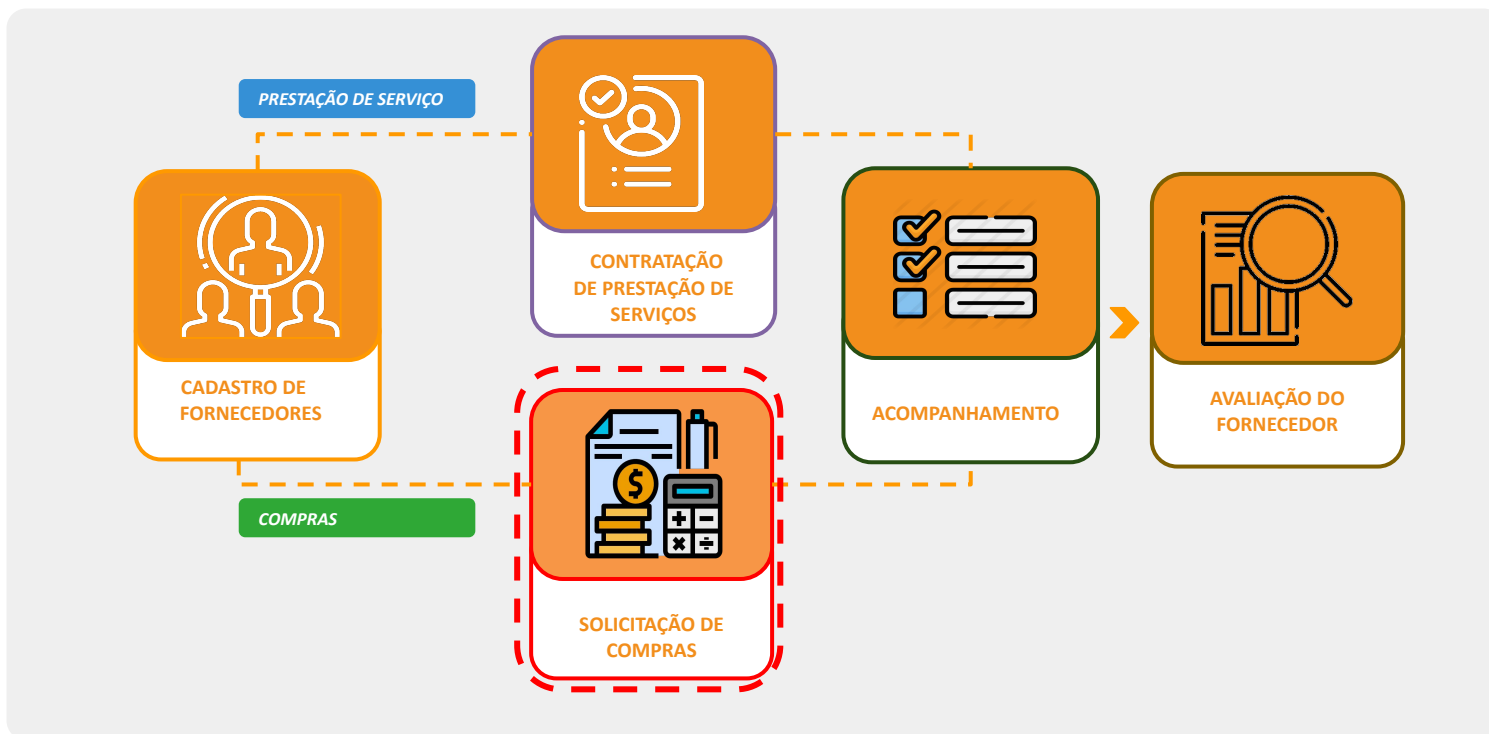 PRESTAÇÃO DE SERVIÇO
CONTRATAÇÃO
DE PRESTAÇÃO DE
SERVIÇOS
CADASTRO DE
FORNECEDORES
COMPRAS
SOLICITAÇÃO DE
COMPRAS
ACOMPANHAMENTO
AVALIAÇÃO DO
FORNECEDOR